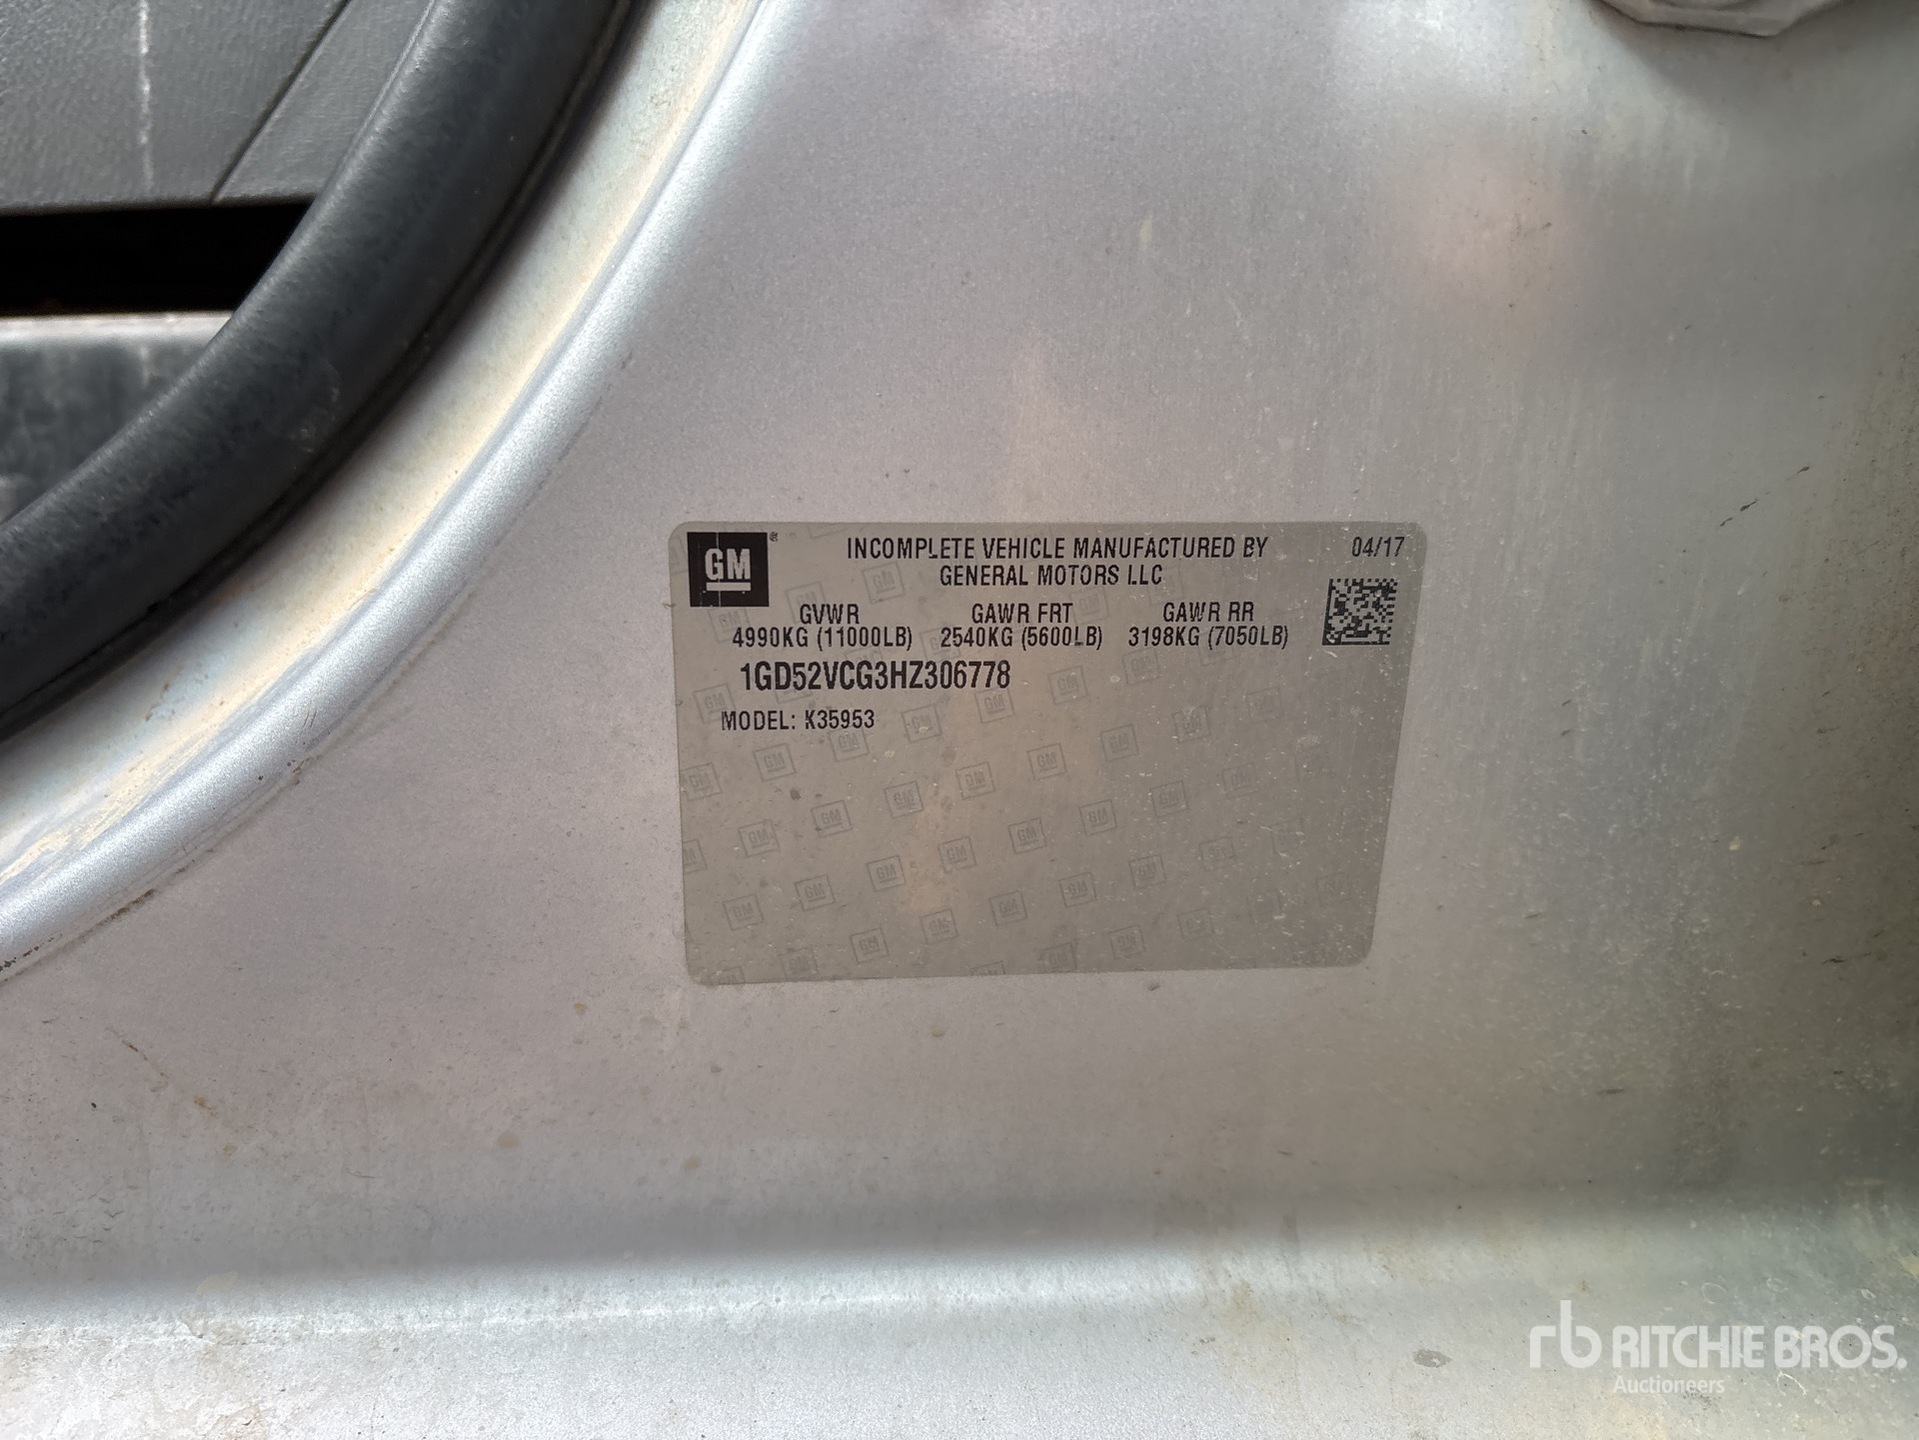 GM
INCOMPLETE VEHICLE MANUFACTURED BY 04/17
GENERAL MOTORS LLC
GVWR GAWR FRT GAWR RR
4990KG (11000LB) 2540KG (5600LB) 3198KG (7050LB)
1GD52VCG3HZ306778
MODEL: K35953
rb RITCHIE BROS.
Auctioneers